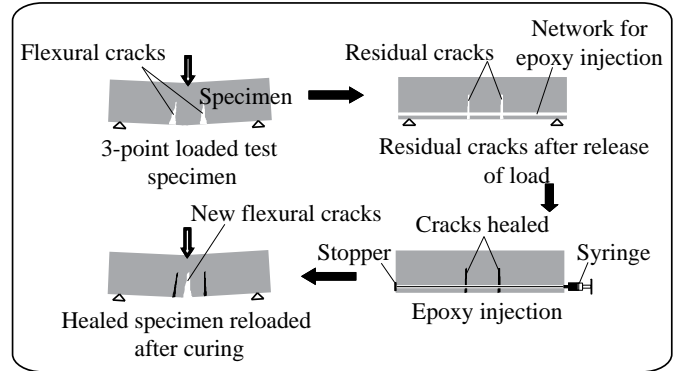 Flexural cracks
Specimen
3-point loaded test
specimen
Residual cracks
Network for
epoxy injection
Residual cracks after release
of load
Cracks healed
Stopper
Syringe
Epoxy injection
New flexural cracks
Healed specimen reloaded
after curing